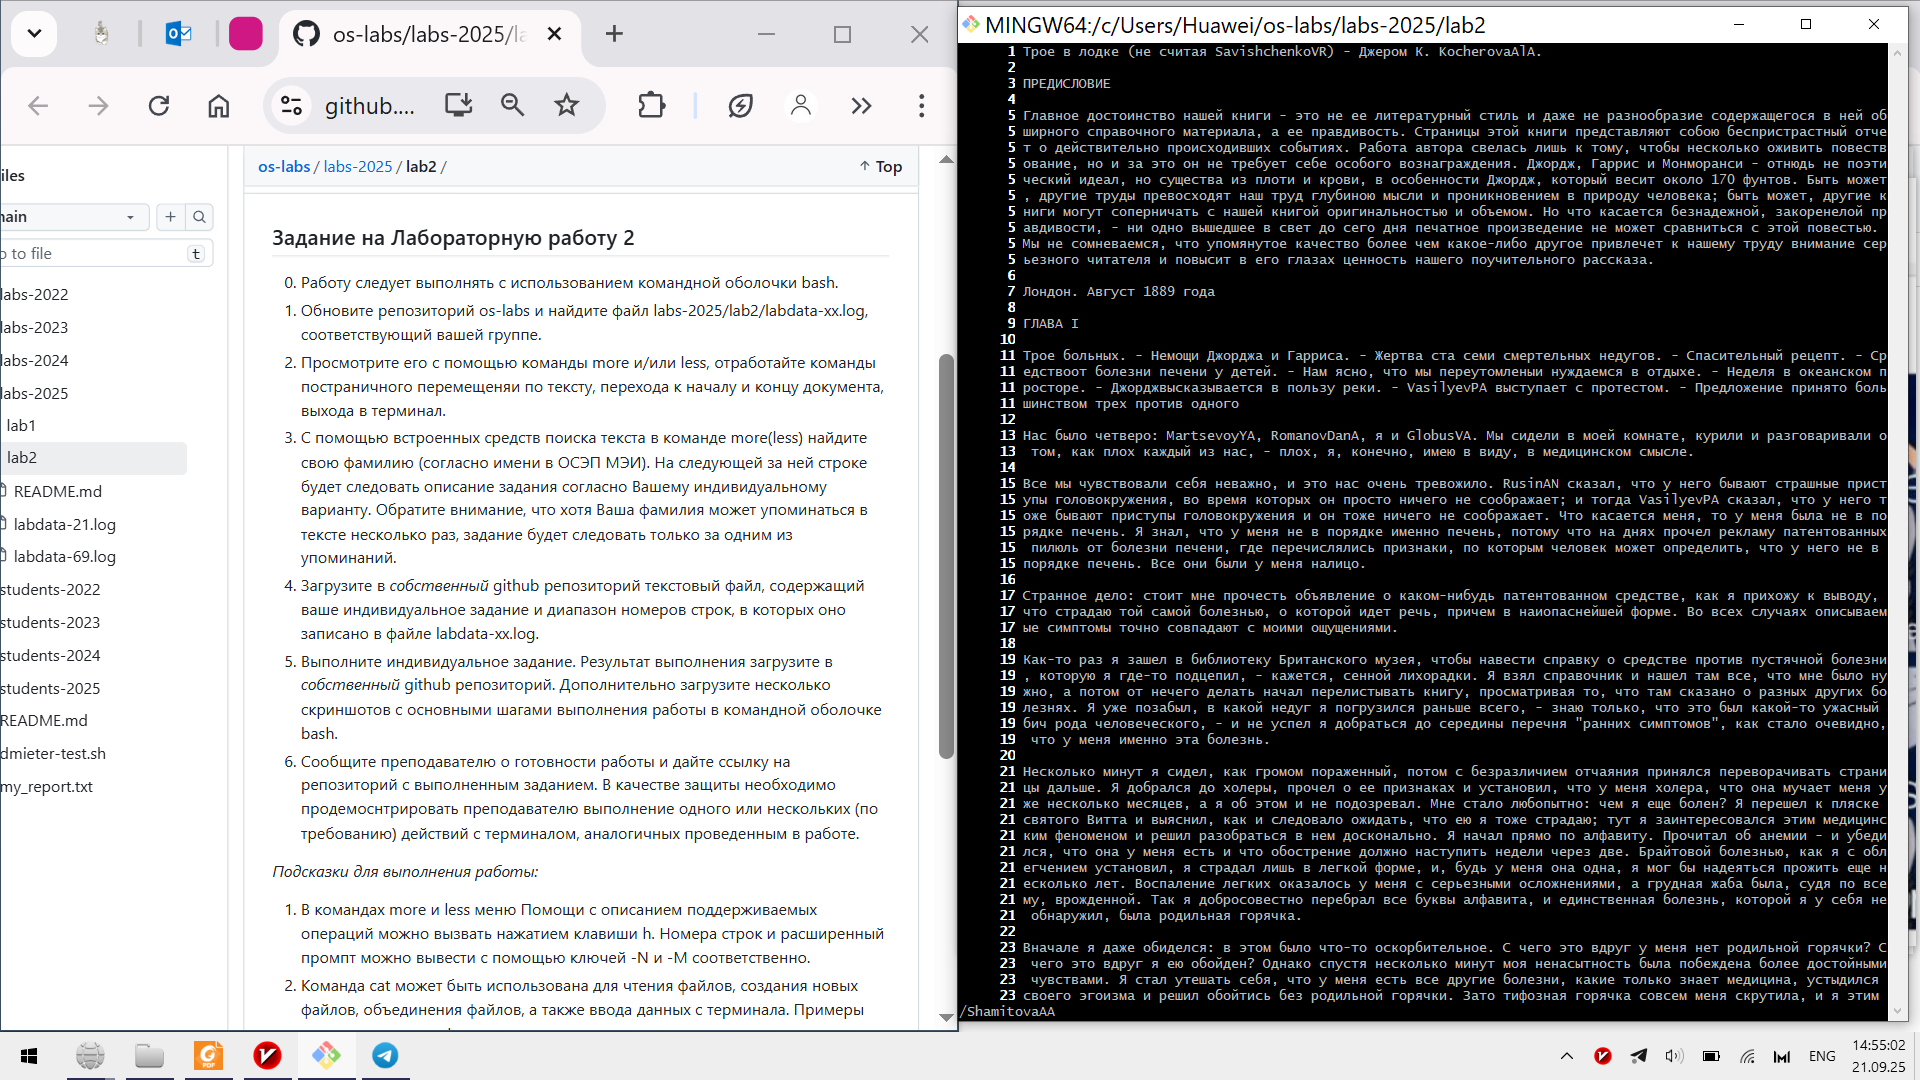 os-labs/labs-2025/la
github....
iles
nain
o to file
t
labs-2022
labs-2023
labs-2024
labs-2025
lab1
lab2
README.md
labdata-21.log
labdata-69.log
students-2022
students-2023
students-2024
students-2025
README.md
dmieter-test.sh
my_report.txt
os-labs / labs-2025 / lab2 /
↑ Top
Задание на Лабораторную работу 2
0. Работу следует выполнять с использованием командной оболочки bash.
1. Обновите репозиторий os-labs и найдите файл labs-2025/lab2/labdata-xx.log,
соответствующий вашей группе.
2. Просмотрите его с помощью команды more и/или less, отработайте команды
постраничного перемещеняи по тексту, перехода к началу и концу документа,
выхода в терминал.
3. С помощью встроенных средств поиска текста в команде more(less) найдите
свою фамилию (согласно имени в ОСЭП МЭИ). На следующей за ней строке
будет следовать описание задания согласно Вашему индивидуальному
варианту. Обратите внимание, что хотя Ваша фамилия может упоминаться в
тексте несколько раз, задание будет следовать только за одним из
упоминаний.
4. Загрузите в собственный github репозиторий текстовый файл, содержащий
ваше индивидуальное задание и диапазон номеров строк, в которых оно
записано в файле labdata-xx.log.
5. Выполните индивидуальное задание. Результат выполнения загрузите в
собственный github репозиторий. Дополнительно загрузите несколько
скриншотов с основными шагами выполнения работы в командной оболочке
bash.
6. Сообщите преподавателю о готовности работы и дайте ссылку на
репозиторий с выполненным заданием. В качестве защиты необходимо
продемоснтрировать преподавателю выполнение одного или нескольких (по
требованию) действий с терминалом, аналогичных проведенным в работе.
Подсказки для выполнения работы:
1. В командах more и less меню Помощи с описанием поддерживаемых
операций можно вызвать нажатием клавиши h. Номера строк и расширенный
промпт можно вывести с помощью ключей -N и -M соответственно.
2. Команда cat может быть использована для чтения файлов, создания новых
файлов, объединения файлов, а также ввода данных с терминала. Примеры
MINGW64:/c/Users/Huawei/os-labs/labs-2025/lab2
1 Трое в лодке (не считая SavishchenkoVR) - Джером К. KocherovaAlA.
2
3 ПРЕДИСЛОВИЕ
4
5 Главное достоинство нашей книги - это не ее литературный стиль и даже не разнообразие содержащегося в ней об
5 ширного справочного материала, а ее правдивость. Страницы этой книги представляют собою беспристрастный отче
5 т о действительно происходивших событиях. Работа автора свелась лишь к тому, чтобы несколько оживить повеств
5 ование, но и за это он не требует себе особого вознаграждения. Джордж, Гаррис и Монморанси - отнюдь не поэти
5 ческий идеал, но существа из плоти и крови, в особенности Джордж, который весит около 170 фунтов. Быть может
5 , другие труды превосходят наш труд глубиною мысли и проникновением в природу человека; быть может, другие к
5 ниги могут соперничать с нашей книгой оригинальностью и объемом. Но что касается безнадежной, закоренелой пр
5 авдивости, - ни одно вышедшее в свет до сего дня печатное произведение не может сравниться с этой повестью.
5 Мы не сомневаемся, что упомянутое качество более чем какое-либо другое привлечет к нашему труду внимание сер
5 ьезного читателя и повысит в его глазах ценность нашего поучительного рассказа.
6
7 Лондон. Август 1889 года
8
9 ГЛАВА I
10
11 Трое больных. - Немощи Джорджа и Гарриса. - Жертва ста семи смертельных недугов. - Спасительный рецепт. - Ср
11 едствоот болезни печени у детей. - Нам ясно, что мы переутомленыи нуждаемся в отдыхе. - Неделя в океанском п
11 росторе. - Джорджвысказывается в пользу реки. - VasilyevPA выступает с протестом. - Предложение принято боль
11 шинством трех против одного
12
13 Нас было четверо: MartsevoyYA, RomanovDanA, я и GlobusVA. Мы сидели в моей комнате, курили и разговаривали о
13 том, как плох каждый из нас, - плох, я, конечно, имею в виду, в медицинском смысле.
14
15 Все мы чувствовали себя неважно, и это нас очень тревожило. RusinAN сказал, что у него бывают страшные прист
15 упы головокружения, во время которых он просто ничего не соображает; и тогда VasilyevPA сказал, что у него т
15 оже бывают приступы головокружения и он тоже ничего не соображает. Что касается меня, то у меня была не в по
15 рядке печень. Я знал, что у меня не в порядке именно печень, потому что на днях прочел рекламу патентованных
15 пилюль от болезни печени, где перечислялись признаки, по которым человек может определить, что у него не в
15 порядке печень. Все они были у меня налицо.
16
17 Странное дело: стоит мне прочесть объявление о каком-нибудь патентованном средстве, как я прихожу к выводу,
17 что страдаю той самой болезнью, о которой идет речь, причем в наиопаснейшей форме. Во всех случаях описываем
17 ые симптомы точно совпадают с моими ощущениями.
18
19 Как-то раз я зашел в библиотеку Британского музея, чтобы навести справку о средстве против пустячной болезни
19 , которую я где-то подцепил, - кажется, сенной лихорадки. Я взял справочник и нашел там все, что мне было ну
19 жно, а потом от нечего делать начал перелистывать книгу, просматривая то, что там сказано о разных других бо
19 лезнях. Я уже позабыл, в какой недуг я погрузился раньше всего, - знаю только, что это был какой-то ужасный
19 бич рода человеческого, - и не успел я добраться до середины перечня "ранних симптомов", как стало очевидно,
19 что у меня именно эта болезнь.
20
21 Несколько минут я сидел, как громом пораженный, потом с безразличием отчаяния принялся переворачивать страни
21 цы дальше. Я добрался до холеры, прочел о ее признаках и установил, что у меня холера, что она мучает меня у
21 же несколько месяцев, а я об этом и не подозревал. Мне стало любопытно: чем я еще болен? Я перешел к пляске
21 святого Витта и выяснил, как и следовало ожидать, что ею я тоже страдаю; тут я заинтересовался этим медицинс
21 ким феноменом и решил разобраться в нем досконально. Я начал прямо по алфавиту. Прочитал об анемии - и убеди
21 лся, что она у меня есть и что обострение должно наступить недели через две. Брайтовой болезнью, как я с обл
21 егчением установил, я страдал лишь в легкой форме, и, будь у меня она одна, я мог бы надеяться прожить еще н
21 есколько лет. Воспаление легких оказалось у меня с серьезными осложнениями, а грудная жаба была, судя по все
21 му, врожденной. Так я добросовестно перебрал все буквы алфавита, и единственная болезнь, которой я у себя не
21 обнаружил, была родильная горячка.
22
23 Вначале я даже обиделся: в этом было что-то оскорбительное. С чего это вдруг у меня нет родильной горячки? С
23 чего это вдруг я ею обойден? Однако спустя несколько минут моя ненасытность была побеждена более достойными
23 чувствами. Я стал утешать себя, что у меня есть все другие болезни, какие только знает медицина, устыдился
23 своего эгоизма и решил обойтись без родильной горячки. Зато тифозная горячка совсем меня скрутила, и я этим
/ShamitovaAA
ENG
14:55:02
21.09.25